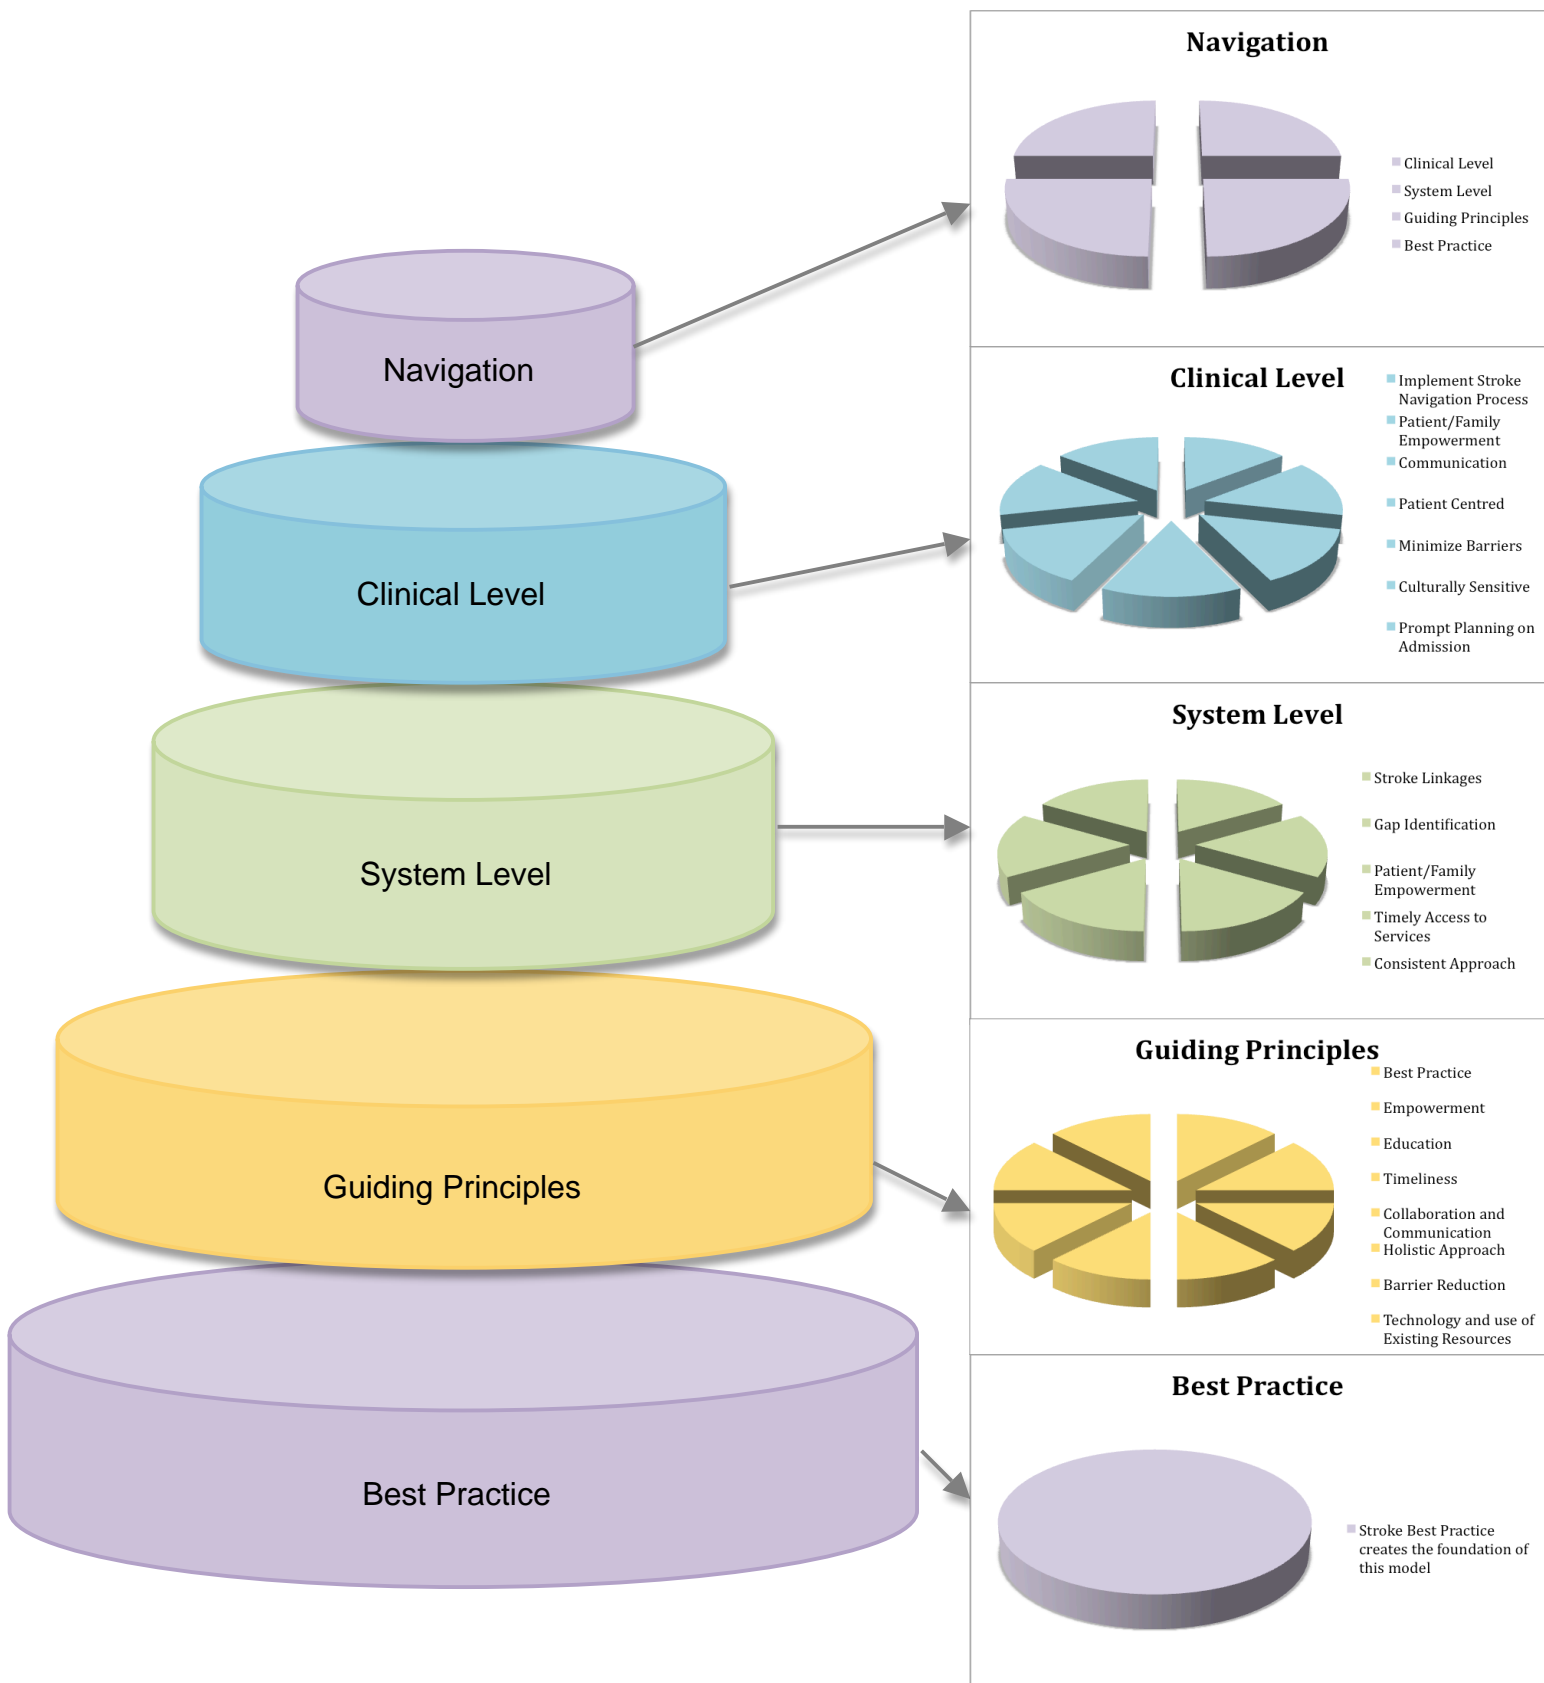 Navigation
Clinical Level
System Level
Guiding Principles
Best Practice
Navigation
Clinical Level
System Level
Guiding Principles
Best Practice
Clinical Level
Implement Stroke
Navigation Process
Patient/Family
Empowerment
Communication
Patient Centred
Minimize Barriers
Culturally Sensitive
Prompt Planning on
Admission
System Level
Stroke Linkages
Gap Identification
Patient/Family
Empowerment
Timely Access to
Services
Consistent Approach
Guiding Principles
Best Practice
Empowerment
Education
Timeliness
Collaboration and
Communication
Holistic Approach
Barrier Reduction
Technology and use of
Existing Resources
Best Practice
Stroke Best Practice
creates the foundation of
this model